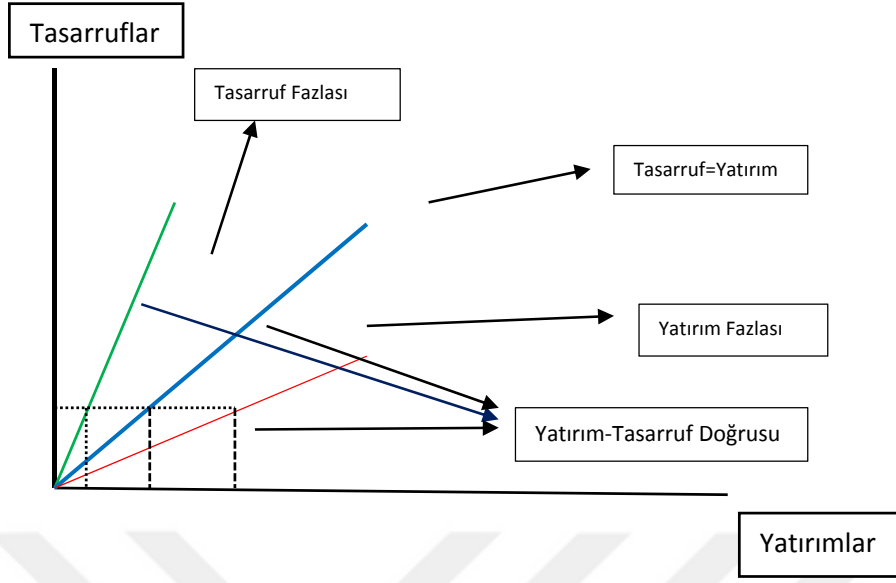 Tasarruflar
Tasarruf Fazlası
Tasarruf=Yatırım
Yatırım Fazlası
Yatırım-Tasarruf Doğrusu
Yatırımlar